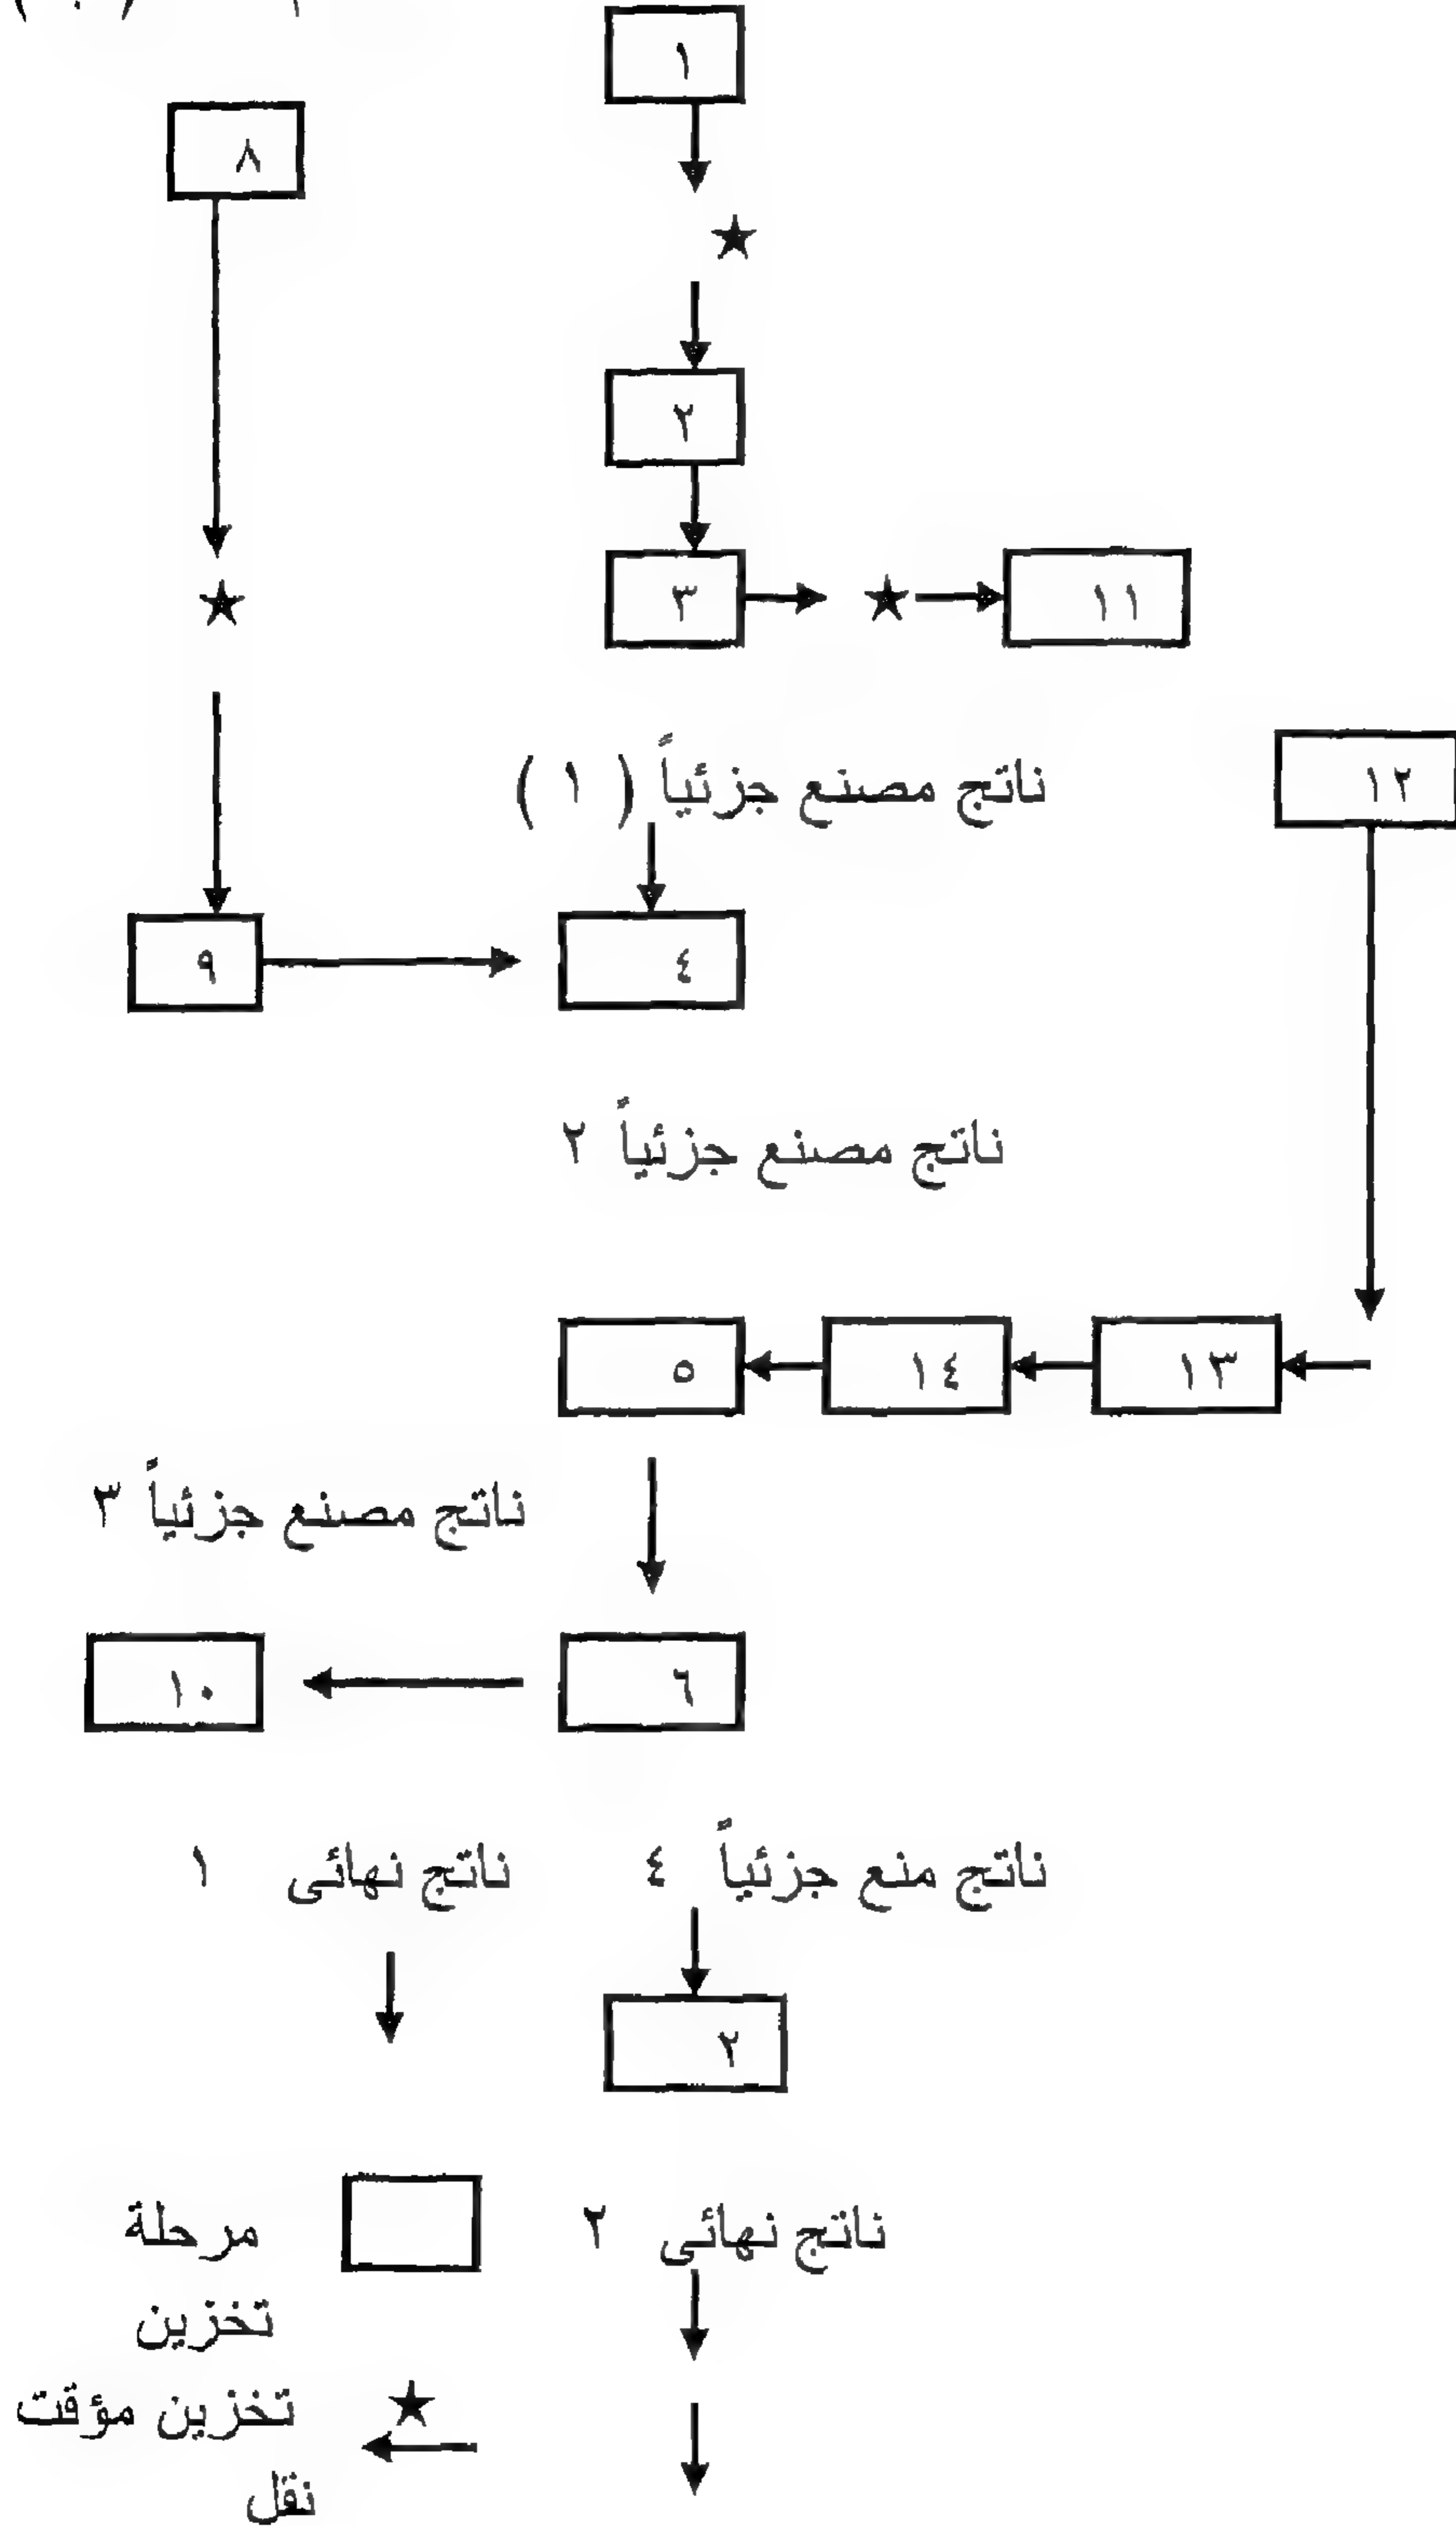 ١
٨
٢
٣
١١
ناتج مصنع جزئياً ( ١ )
١٢
٩
٤
ناتج مصنع جزئياً ٢
٥
١٤
١٣
ناتج مصنع جزئياً ٣
٦
١٠
ناتج منع جزئياً ٤
ناتج نهائى ١
٢
ناتج نهائى ٢
مرحلة
تخزين
تخزين مؤقت
نقل